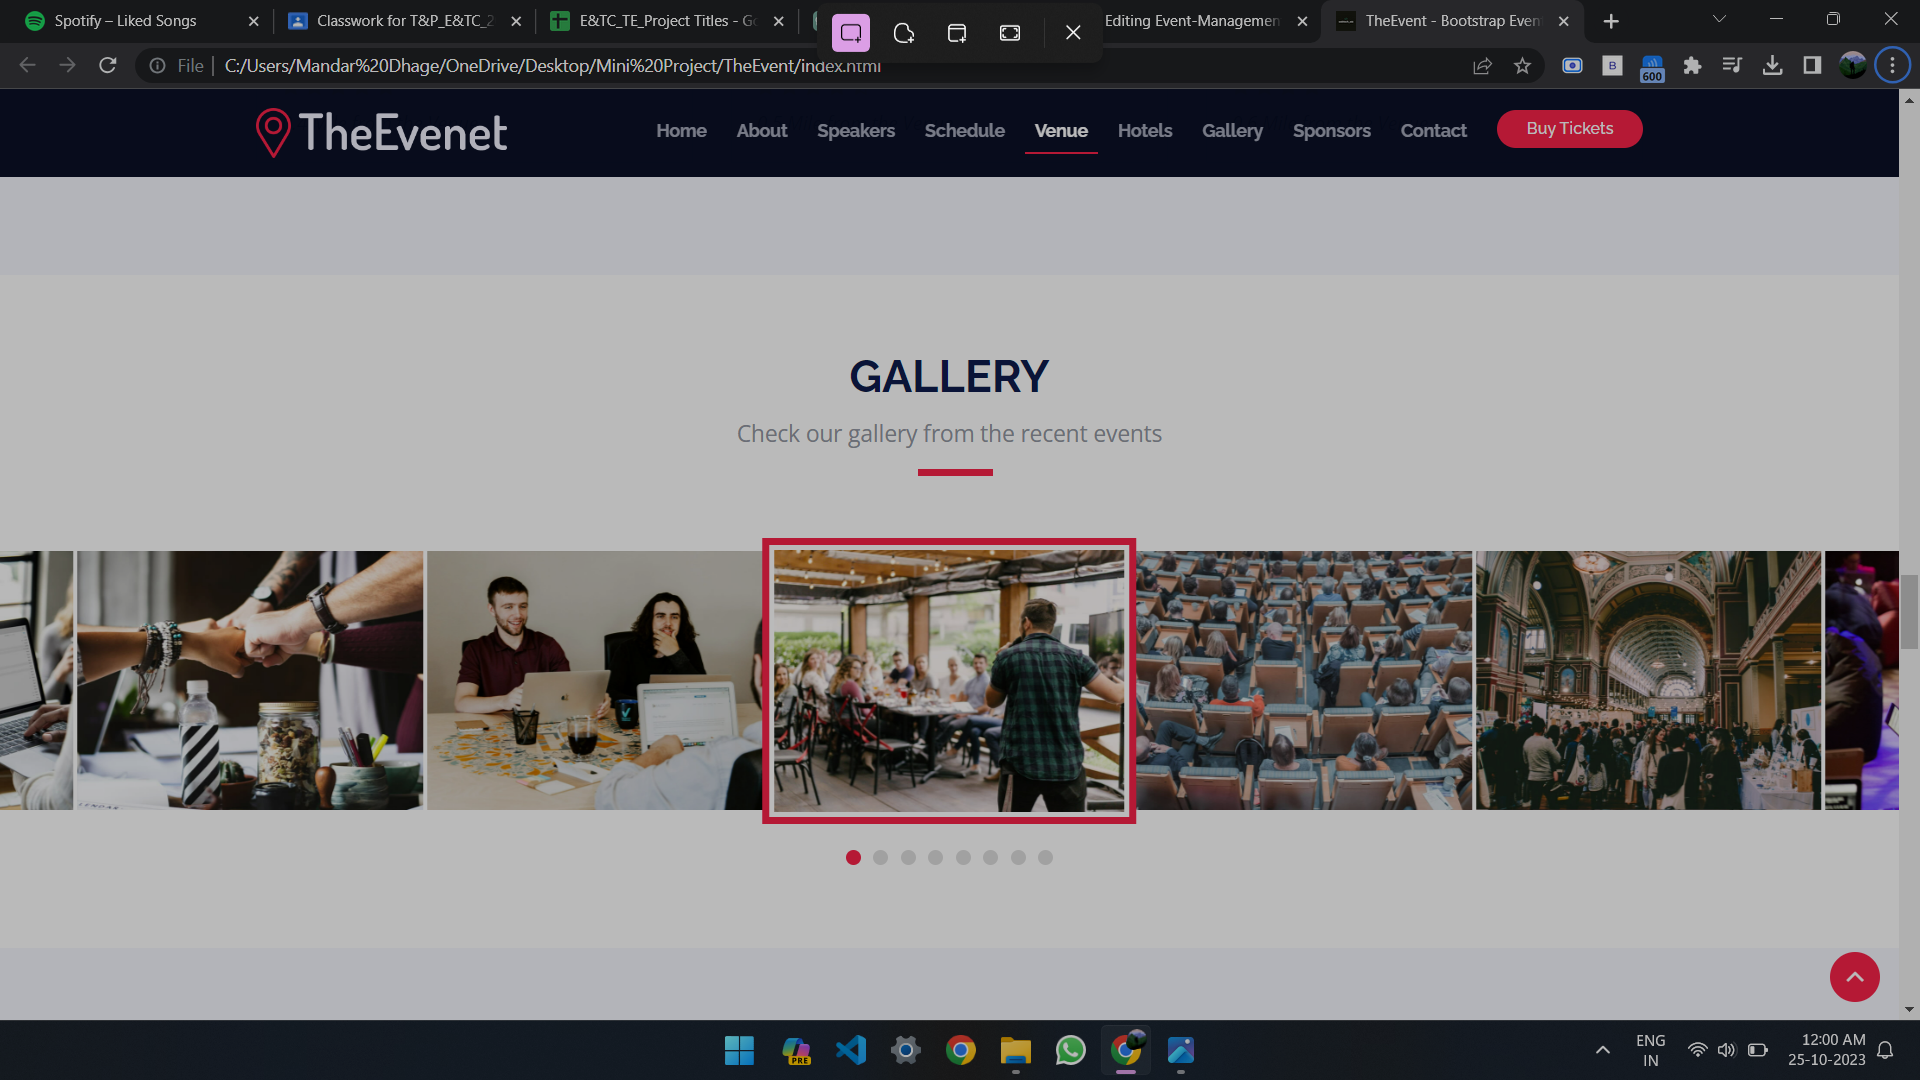 Spotify – Liked Songs
Classwork for T&P_E&TC_2
E&TC_TE_Project Titles - Go
Editing Event-Managemen
TheEvent - Bootstrap Even
File
C:/Users/Mandar%20Dhage/OneDrive/Desktop/Mini%20Project/TheEvent/index.html
B
600
TheEvenet
Home
About
Speakers
Schedule
Venue
Hotels
Gallery
Sponsors
Contact
Buy Tickets
GALLERY
Check our gallery from the recent events
PRE
ENG
IN
12:00 AM
25-10-2023